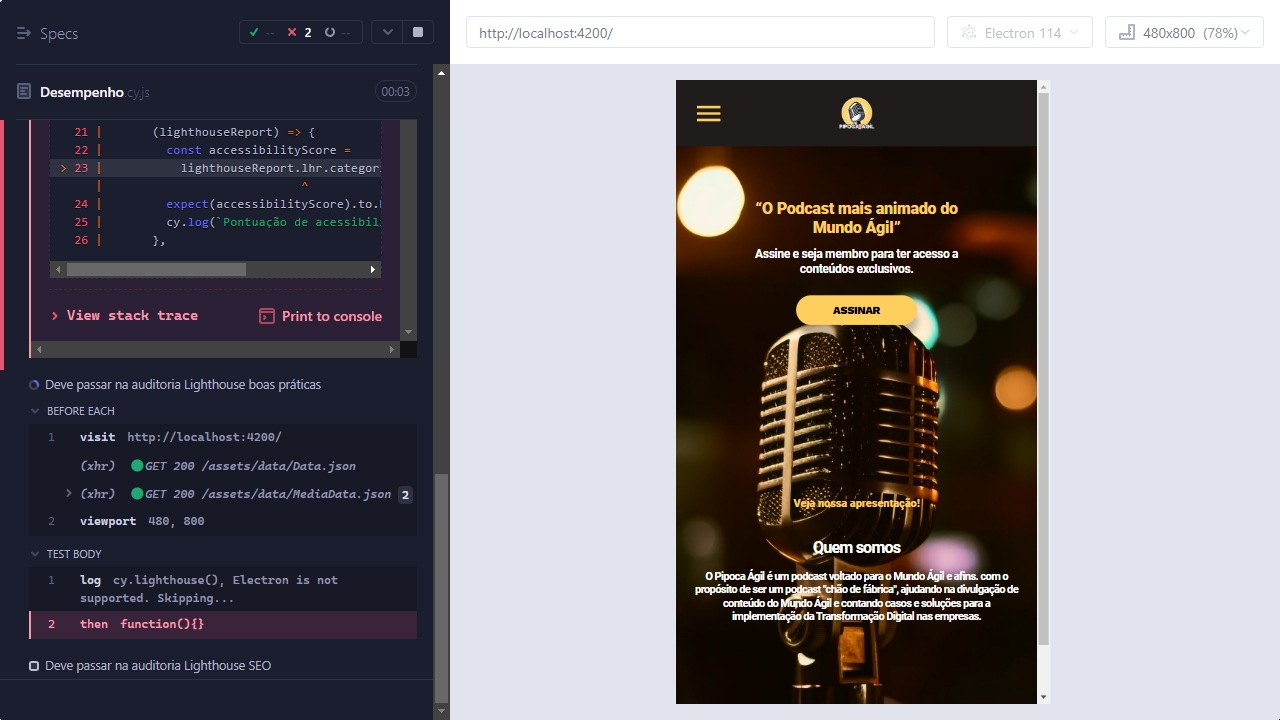 Specs
-- 2 --
Desempenho.cy.js
00:03
21 | (lighthouseReport) => {
22 | const accessibilityScore =
> 23 | lighthouseReport.lhr.categori
| ^
24 | expect(accessibilityScore).to.
25 | cy.log(`Pontuação de acessibil
26 | },
View stack trace
Print to console
Deve passar na auditoria Lighthouse boas práticas
BEFORE EACH
1 visit http://localhost:4200/
(xhr) GET 200 /assets/data/Data.json
(xhr) GET 200 /assets/data/MediaData.json 2
2 viewport 480, 800
TEST BODY
1 log cy.lighthouse(), Electron is not
supported. Skipping...
2 then function(){}
Deve passar na auditoria Lighthouse SEO
http://localhost:4200/
Electron 114
480x800 (78%)
“O Podcast mais animado do
Mundo Ágil”
Assine e seja membro para ter acesso a
conteúdos exclusivos.
ASSINAR
Veja nossa apresentação!
Quem somos
O Pipoca Ágil é um podcast voltado para o Mundo Ágil e afins. com o
propósito de ser um podcast "chão de fábrica", ajudando na divulgação de
conteúdo do Mundo Ágil e contando casos e soluções para a
implementação da Transformação Digital nas empresas.